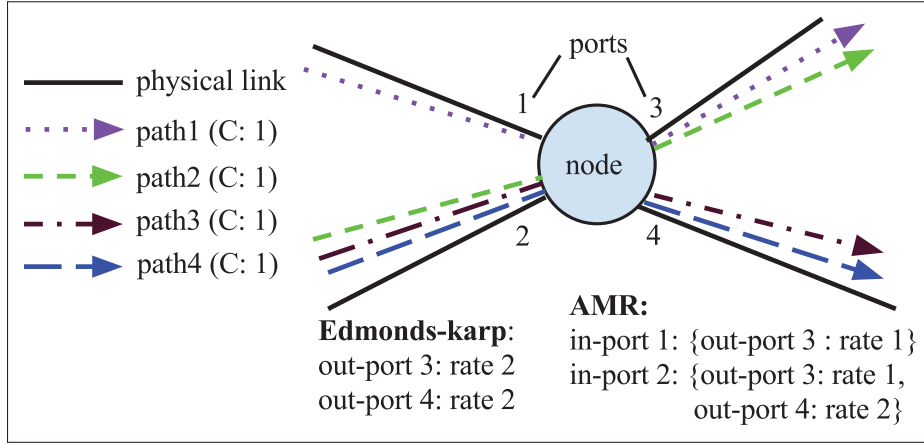 ports
physical link
path1 (C: 1)
path2 (C: 1)
path3 (C: 1)
path4 (C: 1)
1
3
node
2
4
Edmonds-karp:
out-port 3: rate 2
out-port 4: rate 2
AMR:
in-port 1: {out-port 3 : rate 1}
in-port 2: {out-port 3: rate 1,
out-port 4: rate 2}